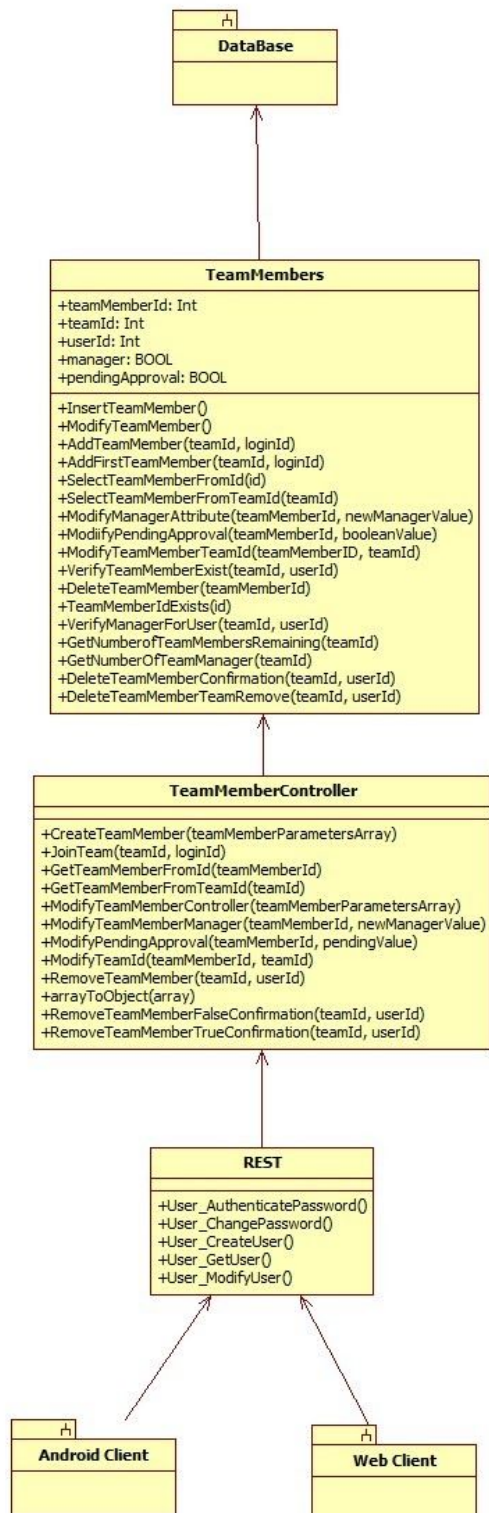 DataBase
TeamMembers
+teamMemberId: Int
+teamId: Int
+userId: Int
+manager: BOOL
+pendingApproval: BOOL
+InsertTeamMember()
+ModifyTeamMember()
+AddTeamMember(teamId, loginId)
+AddFirstTeamMember(teamId, loginId)
+SelectTeamMemberFromId(id)
+SelectTeamMemberFromTeamId(teamId)
+ModifyManagerAttribute(teamMemberId, newManagerValue)
+ModiifyPendingApproval(teamMemberId, booleanValue)
+ModifyTeamMemberTeamId(teamMemberID, teamId)
+VerifyTeamMemberExist(teamId, userId)
+DeleteTeamMember(teamMemberId)
+TeamMemberIdExists(id)
+VerifyManagerForUser(teamId, userId)
+GetNumberofTeamMembersRemaining(teamId)
+GetNumberOfTeamManager(teamId)
+DeleteTeamMemberConfirmation(teamId, userId)
+DeleteTeamMemberTeamRemove(teamId, userId)
TeamMemberController
+CreateTeamMember(teamMemberParametersArray)
+JoinTeam(teamId, loginId)
+GetTeamMemberFromId(teamMemberId)
+GetTeamMemberFromTeamId(teamId)
+ModifyTeamMemberController(teamMemberParametersArray)
+ModifyTeamMemberManager(teamMemberId, newManagerValue)
+ModifyPendingApproval(teamMemberId, pendingValue)
+ModifyTeamId(teamMemberId, teamId)
+RemoveTeamMember(teamId, userId)
+arrayToObject(array)
+RemoveTeamMemberFalseConfirmation(teamId, userId)
+RemoveTeamMemberTrueConfirmation(teamId, userId)
REST
+User_AuthenticatePassword()
+User_ChangePassword()
+User_CreateUser()
+User_GetUser()
+User_ModifyUser()
Android Client
Web Client